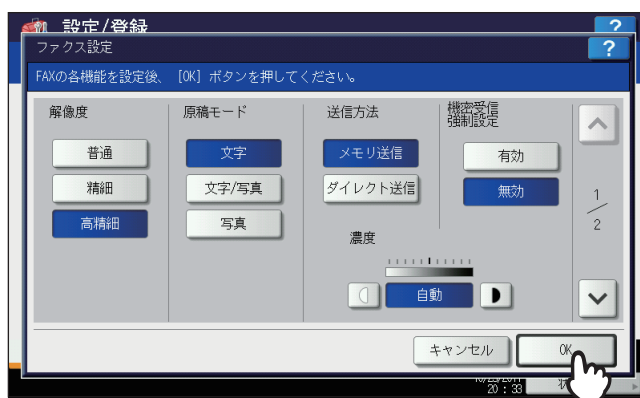 設定/登録
?
ファクス設定
?
FAXの各機能を設定後、 [OK] ボタンを押してください。
解像度
原稿モード
送信方法
機密受信
強制設定
普通
文字
メモリ送信
有効
精細
文字/写真
ダイレクト送信
無効
高精細
写真
1/2
濃度
自動
キャンセル
OK
20:33